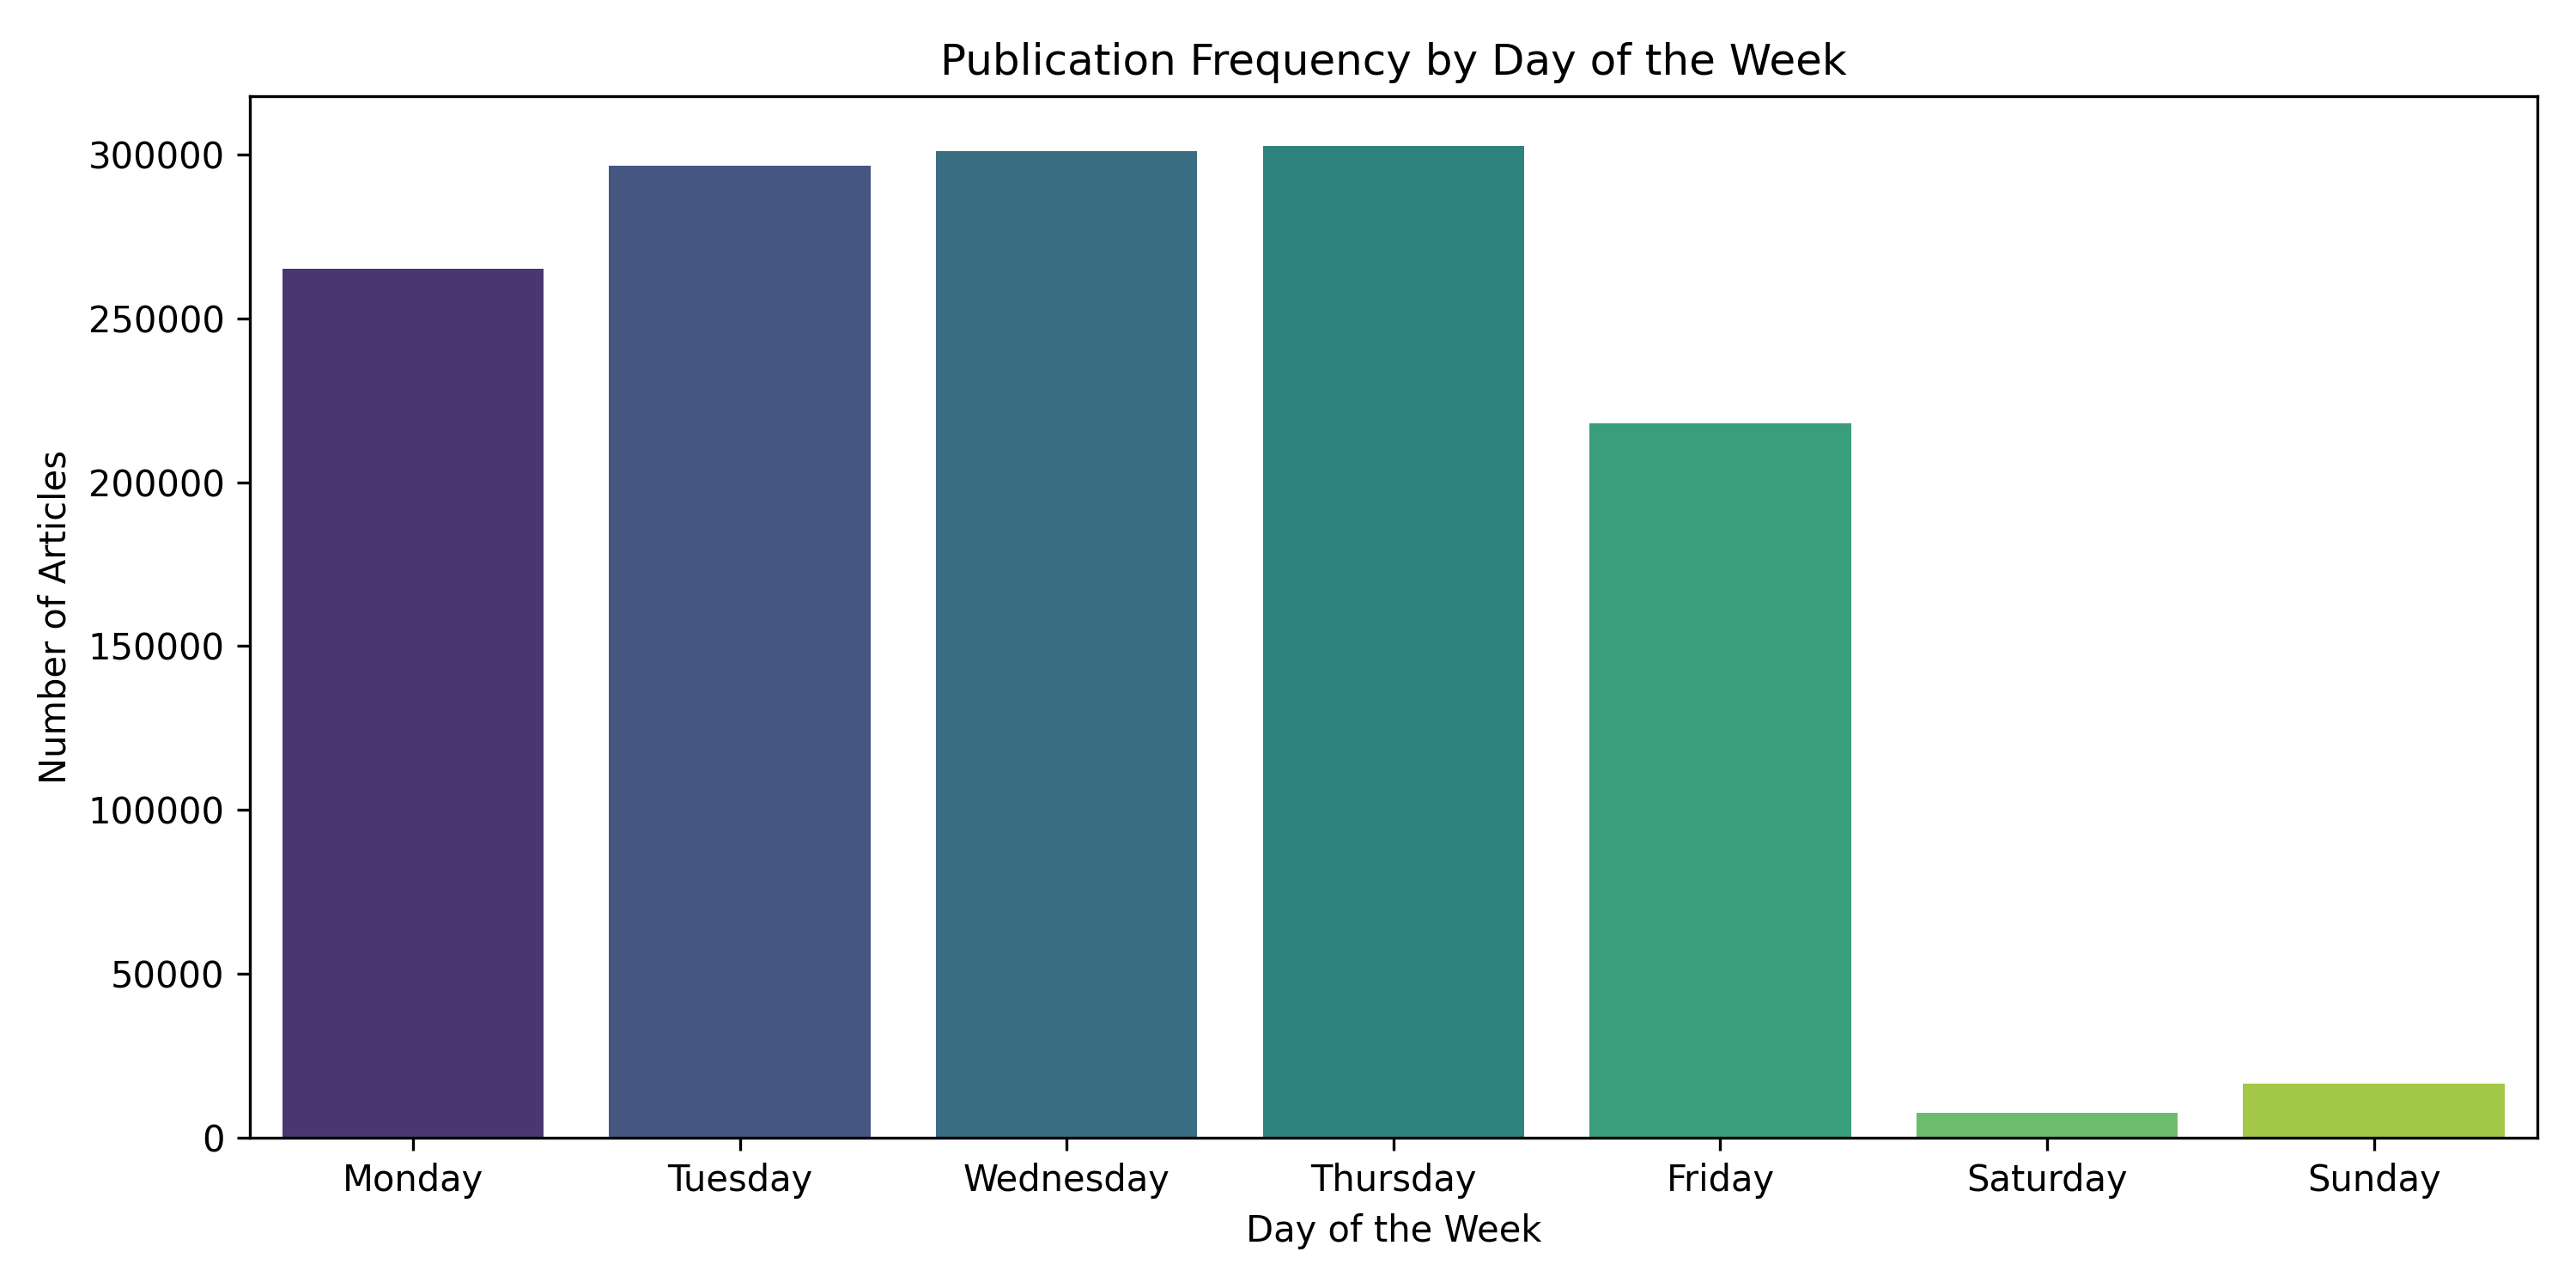 Publication Frequency by Day of the Week
Number of Articles
300000
250000
200000
150000
100000
50000
0
Monday Tuesday Wednesday Thursday Friday Saturday Sunday
Day of the Week